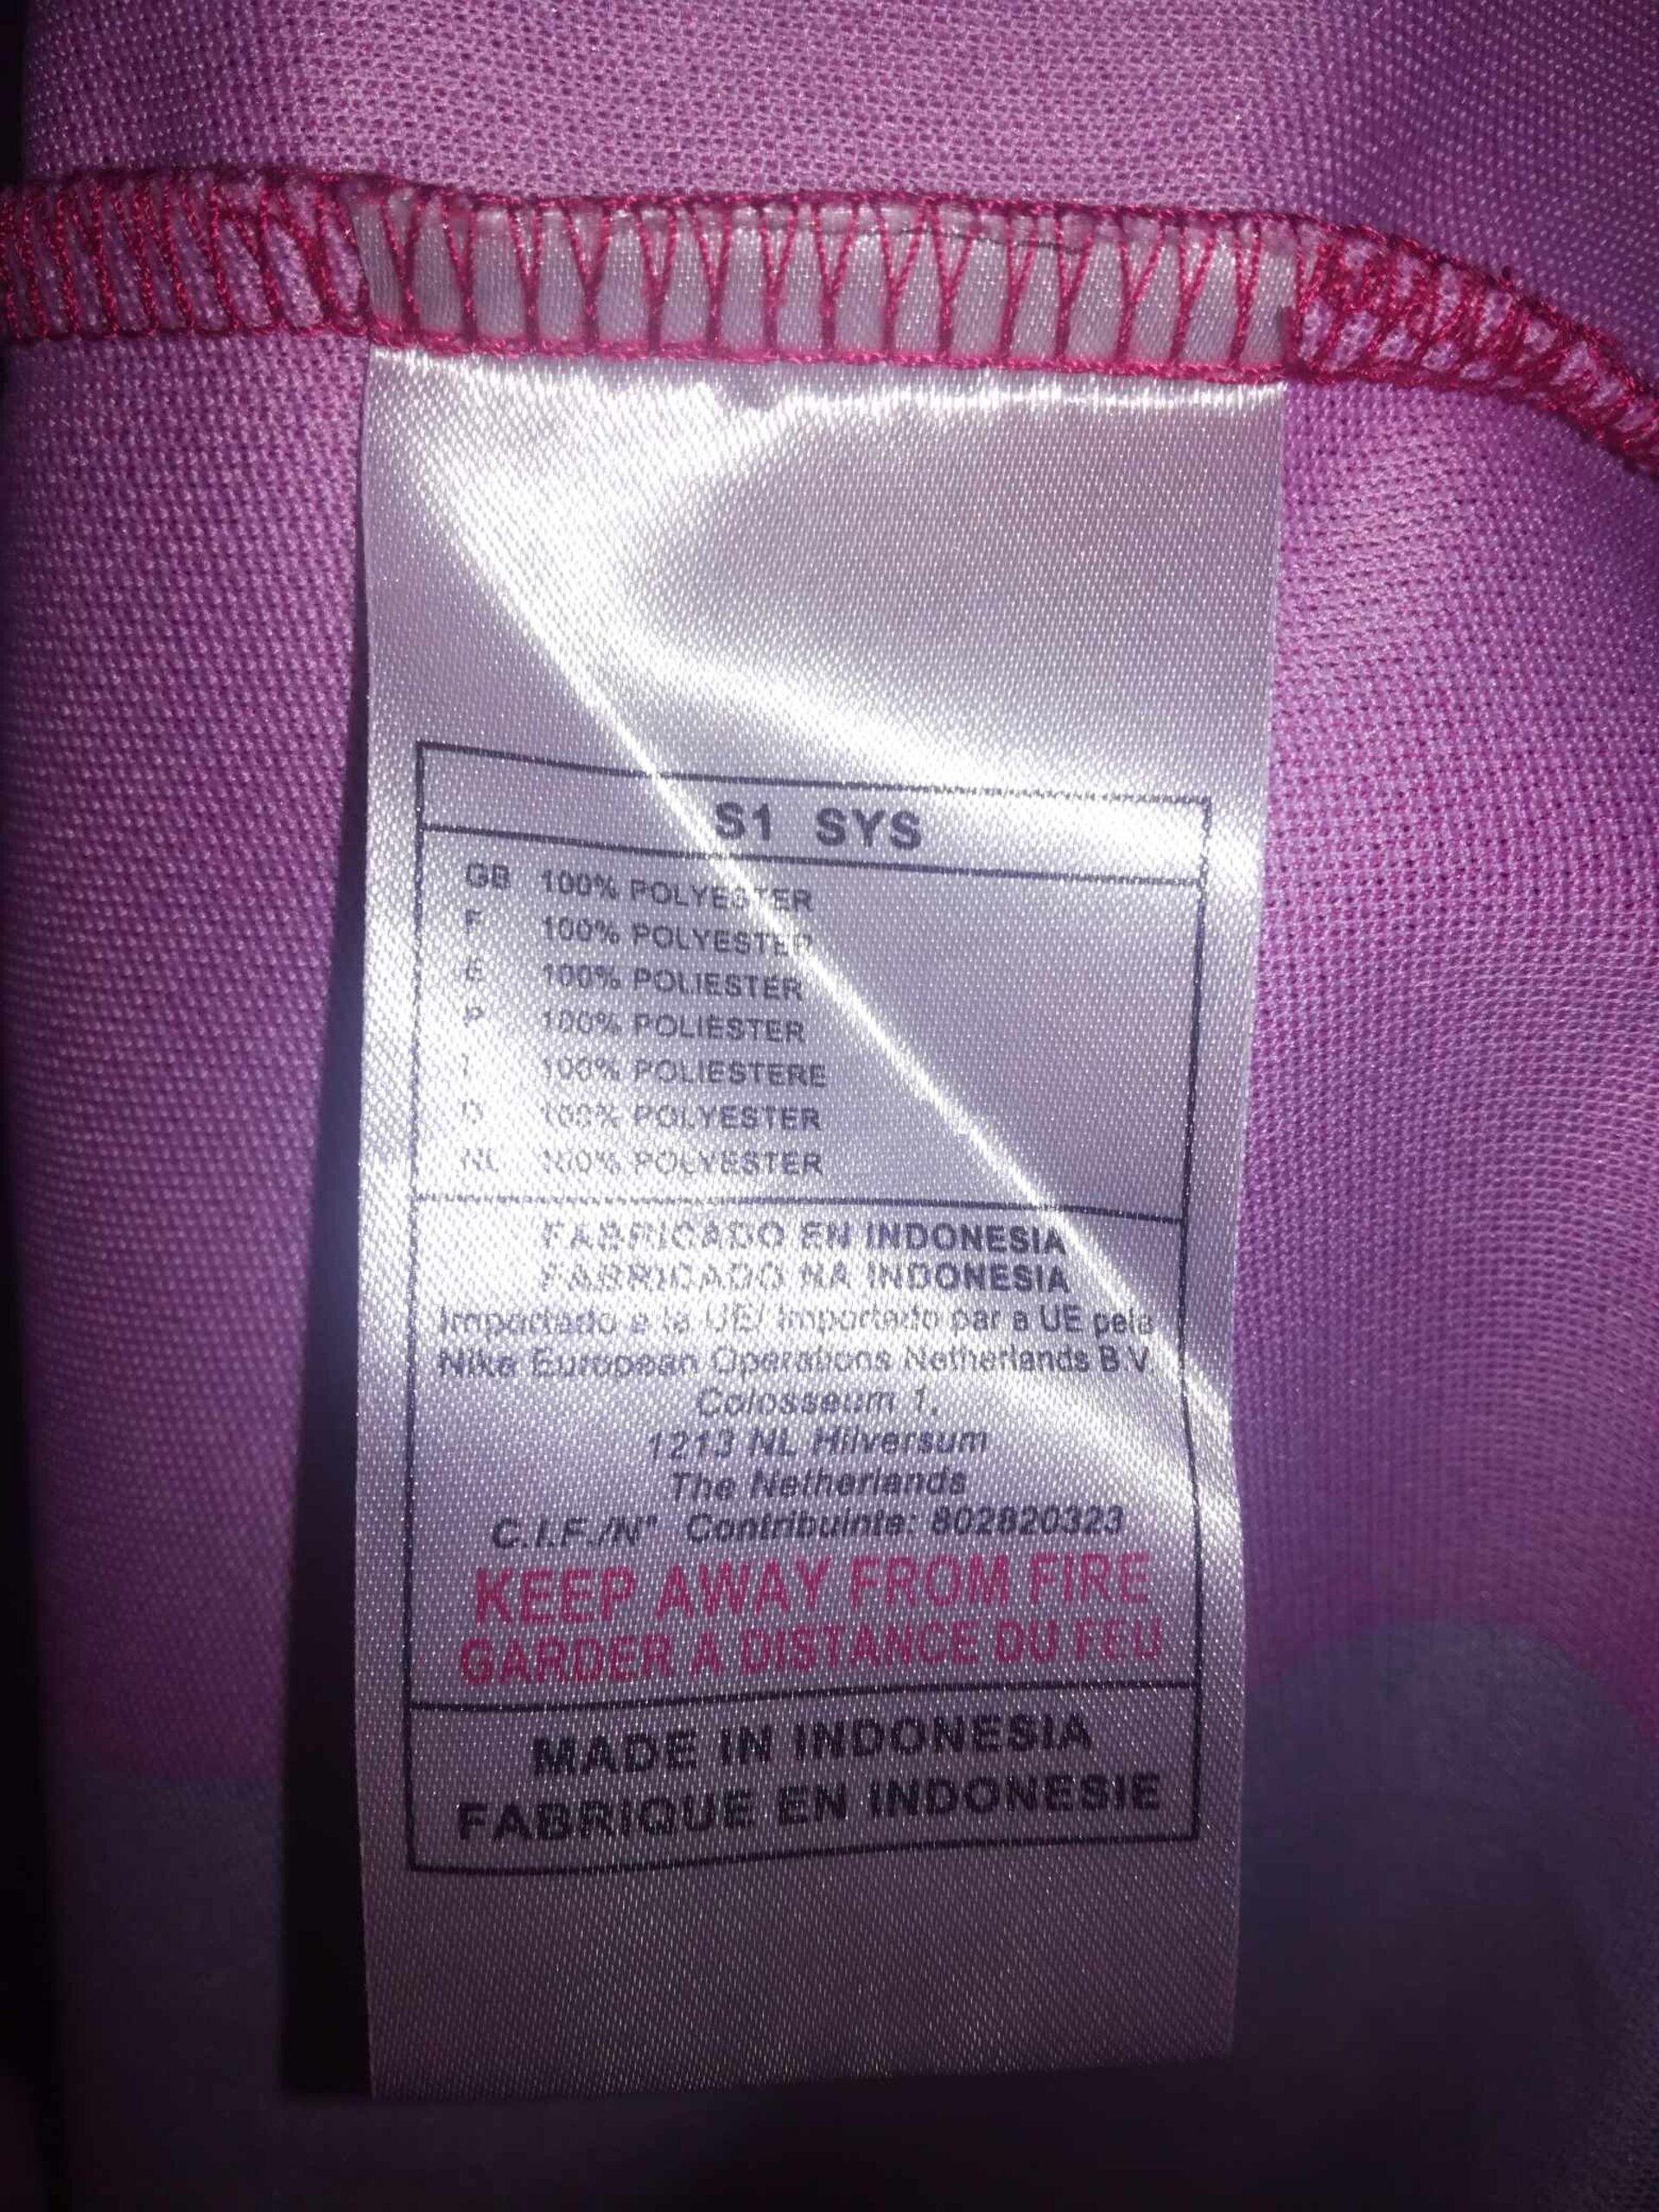 S1 SYS
GB 100% POLYESTER
F 100% POLYESTER
E 100% POLIESTER
P 100% POLIESTER
I 100% POLIESTERE
D 100% POLYESTER
NL 100% POLYESTER
FABRICADO EN INDONESIA
FABRICADO NA INDONESIA
Importado a la UE/ Importado par a UE pela
Nike European Operations Netherlands B V
Colosseum 1,
1213 NL Hilversum
The Netherlands
C.I.F./N° Contribuinte: 802820323
KEEP AWAY FROM FIRE
GARDER A DISTANCE DU FEU
MADE IN INDONESIA
FABRIQUE EN INDONESIE